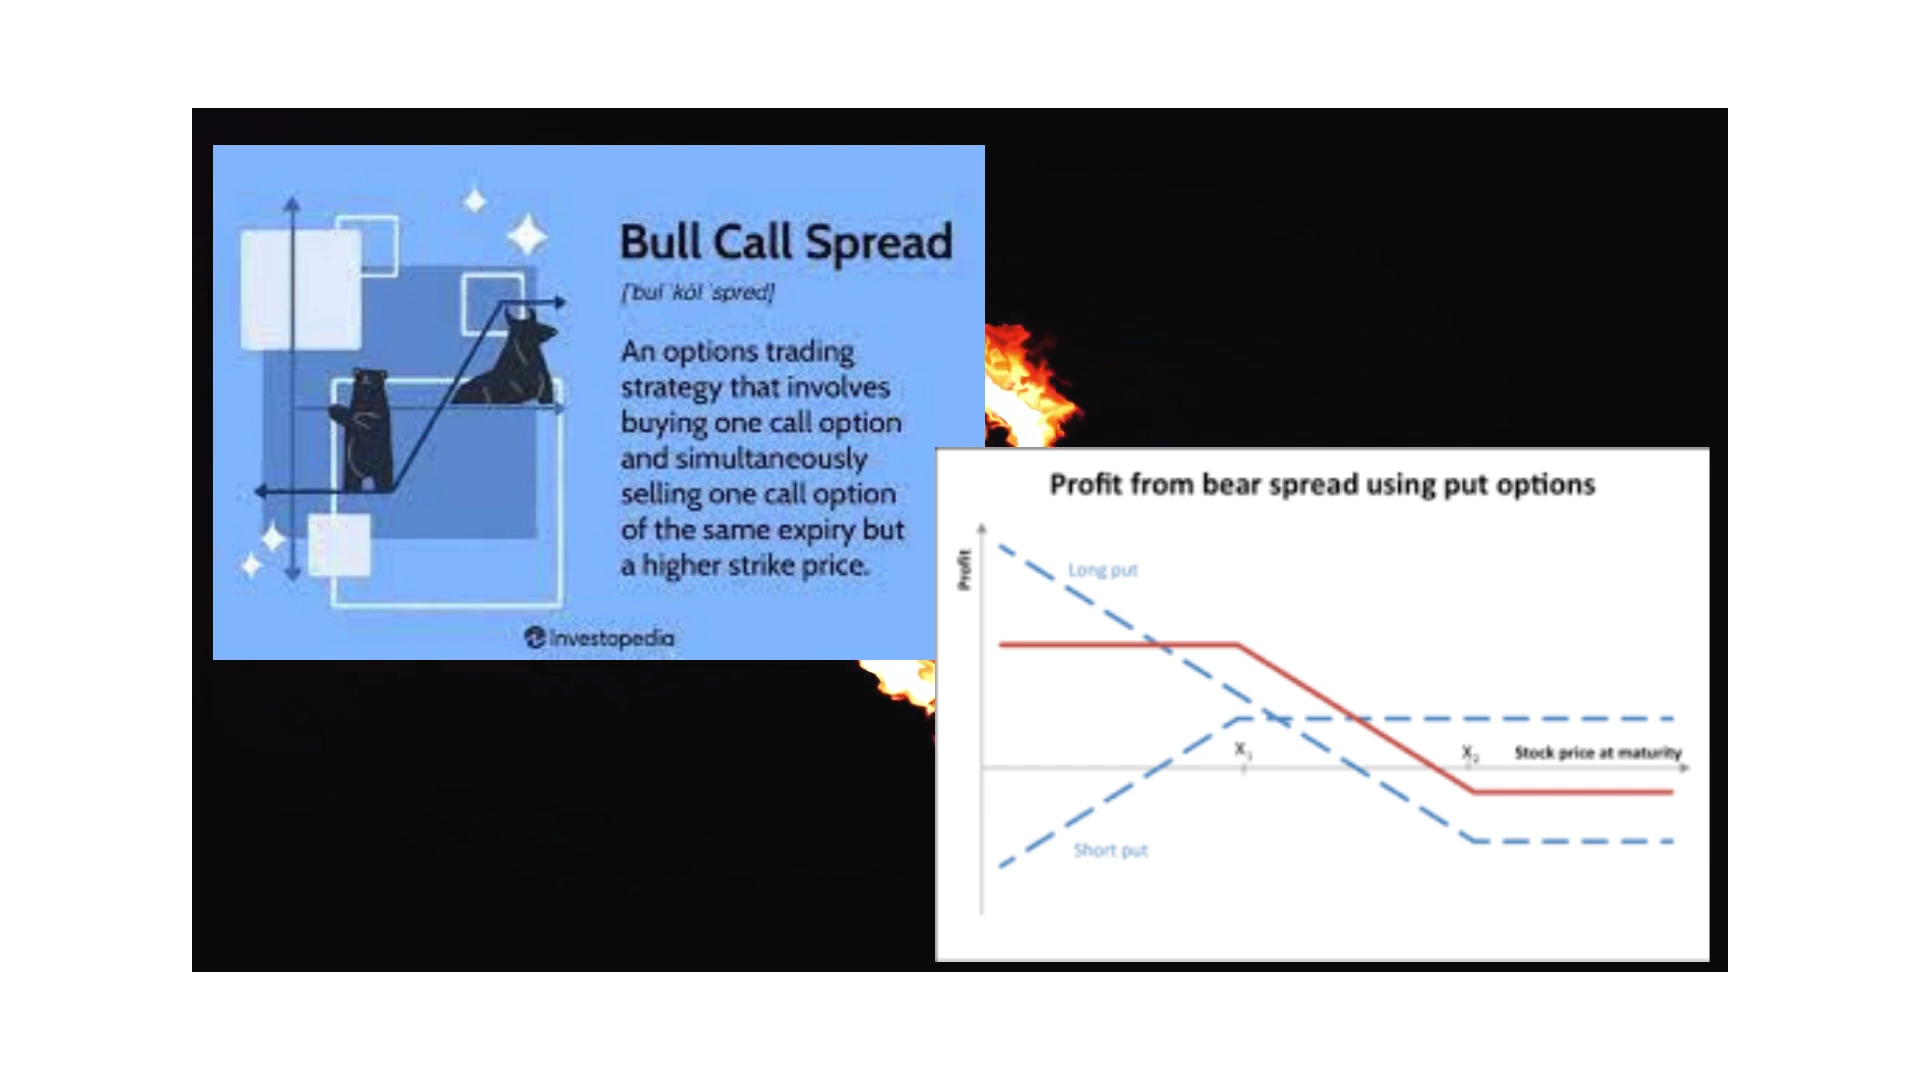 Bull Call Spread
['bul 'kȯl 'spred]
An options trading
strategy that involves
buying one call option
and simultaneously
selling one call option
of the same expiry but
a higher strike price.
Investopedia
Profit from bear spread using put options
Profit
Long put
X₁
X₂
Stock price at maturity
Short put